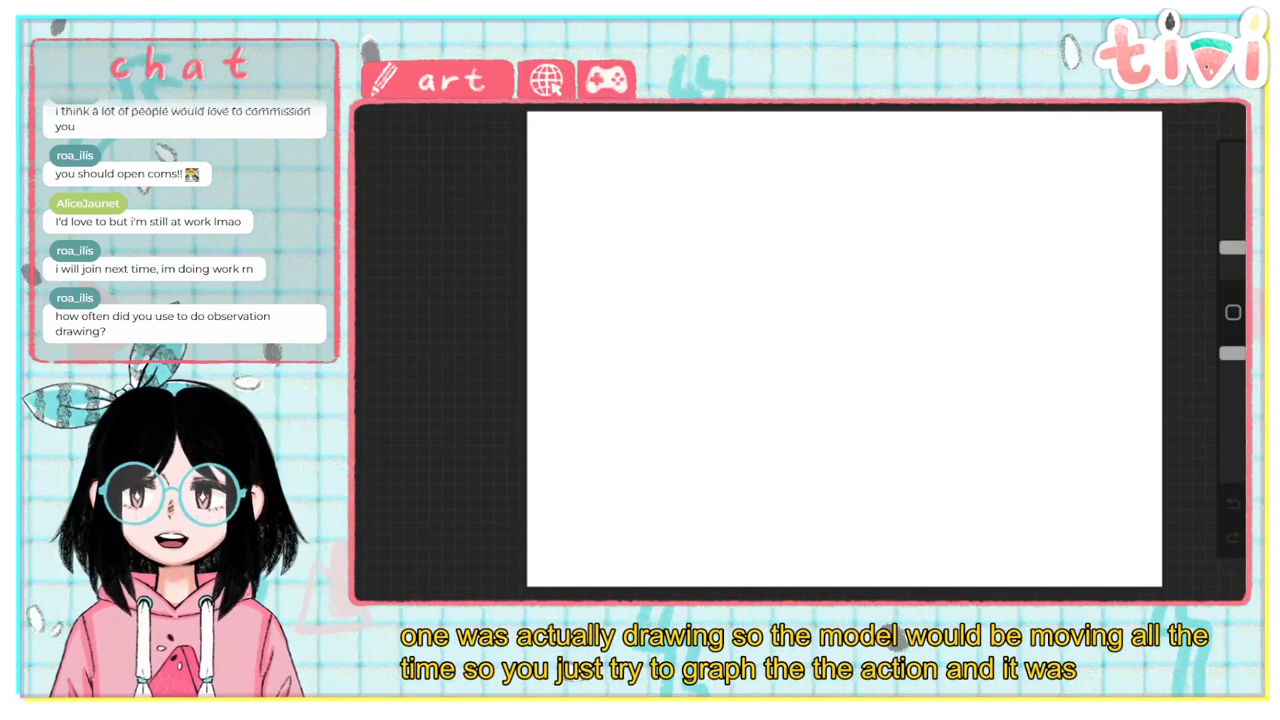 chat
i think a lot of people would love to commission
you
roa_ilis
you should open coms!!
AliceJaunet
I'd love to but i'm still at work lmao
roa_ilis
i will join next time, im doing work rn
roa_ilis
how often did you use to do observation
drawing?
art
tivi
one was actually drawing so the model would be moving all the
time so you just try to graph the the action and it was